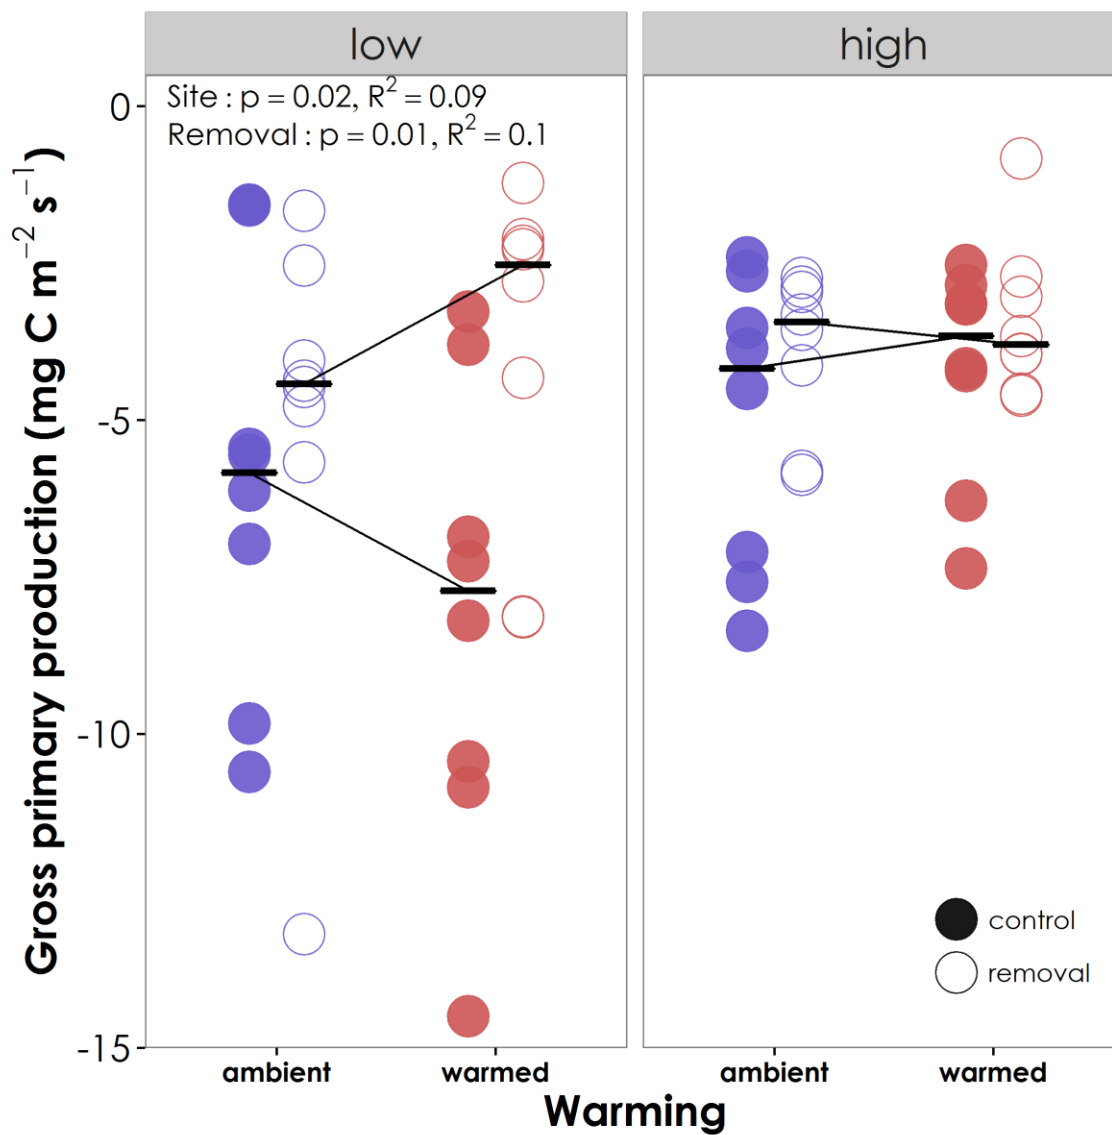 low
high
Site : p = 0.02, R² = 0.09
Removal : p = 0.01, R² = 0.1
Gross primary production (mg C m⁻² s⁻¹)
0
-5
-10
-15
control
removal
ambient
warmed
ambient
warmed
Warming